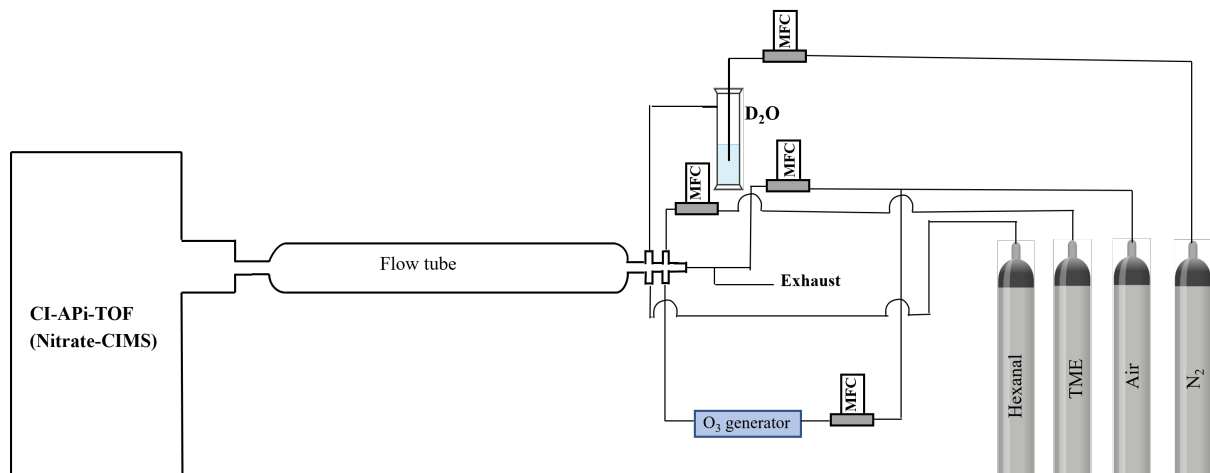 MFC
D₂O
MFC
MFC
Flow tube
Exhaust
CI-APi-TOF
(Nitrate-CIMS)
MFC
O₃ generator
Hexanal
TME
Air
N₂